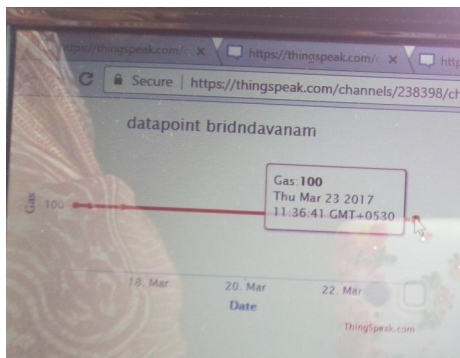 https://thingspeak.com/c × https://thingspeak.com/c × http
C Secure | https://thingspeak.com/channels/238398/ch
datapoint bridndavanam
Gas:100
Thu Mar 23 2017
11:36:41 GMT+0530
Gas
100
18. Mar 20. Mar 22. Mar
Date
ThingSpeak.com